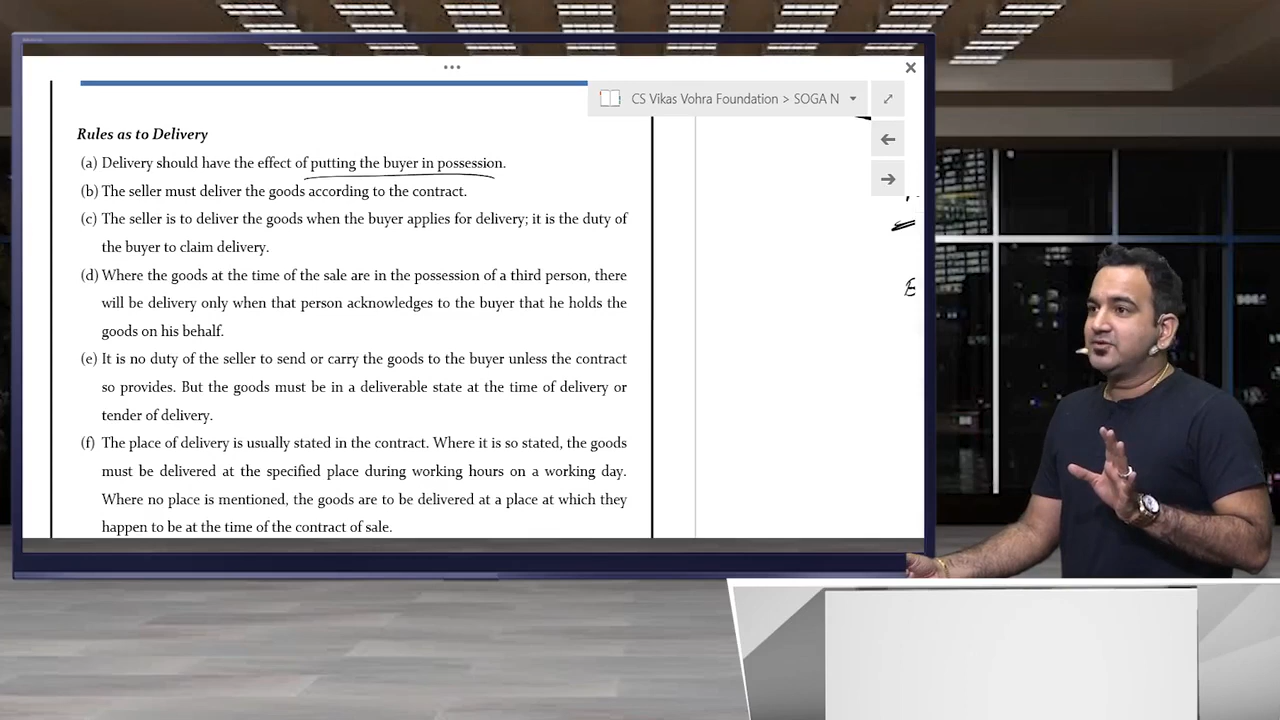 CS Vikas Vohra Foundation > SOGA N
Rules as to Delivery
(a) Delivery should have the effect of putting the buyer in possession.
(b) The seller must deliver the goods according to the contract.
(c) The seller is to deliver the goods when the buyer applies for delivery; it is the duty of
the buyer to claim delivery.
(d) Where the goods at the time of the sale are in the possession of a third person, there
will be delivery only when that person acknowledges to the buyer that he holds the
goods on his behalf.
(e) It is no duty of the seller to send or carry the goods to the buyer unless the contract
so provides. But the goods must be in a deliverable state at the time of delivery or
tender of delivery.
(f) The place of delivery is usually stated in the contract. Where it is so stated, the goods
must be delivered at the specified place during working hours on a working day.
Where no place is mentioned, the goods are to be delivered at a place at which they
happen to be at the time of the contract of sale.